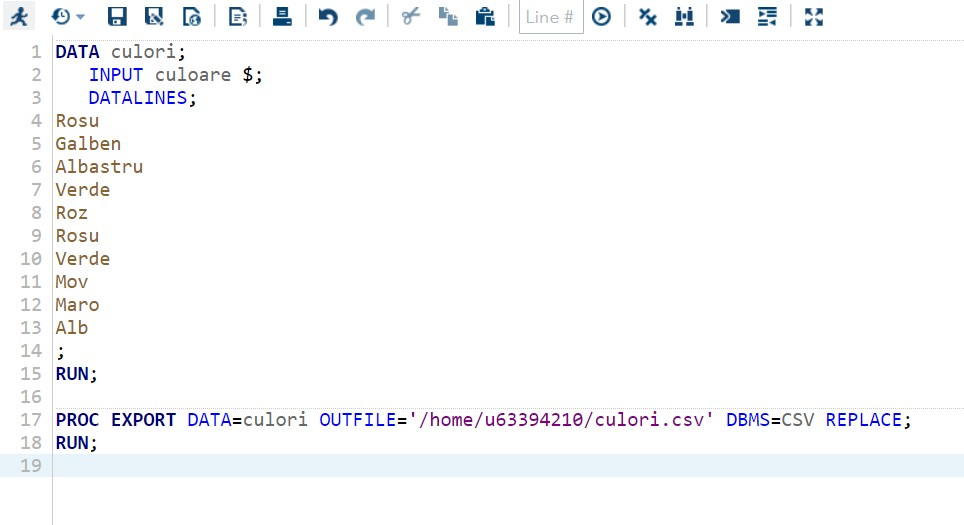 Line #
1 DATA culori;
2 INPUT culoare $;
3 DATALINES;
4 Rosu
5 Galben
6 Albastru
7 Verde
8 Roz
9 Rosu
10 Verde
11 Mov
12 Maro
13 Alb
14 ;
15 RUN;
16
17 PROC EXPORT DATA=culori OUTFILE='/home/u63394210/culori.csv' DBMS=CSV REPLACE;
18 RUN;
19